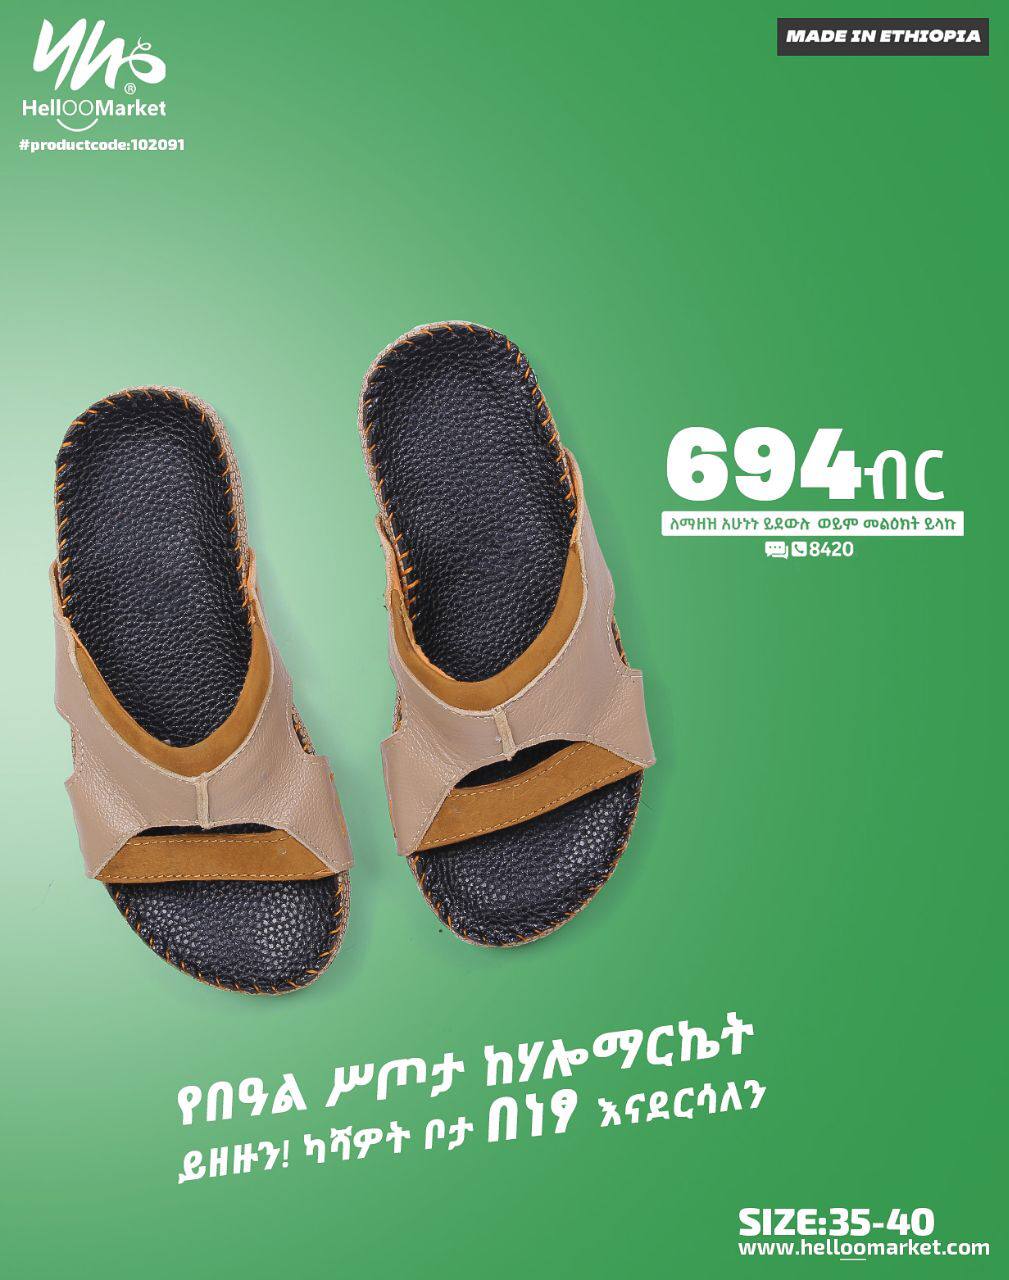 ሃሎ
®
HellOOMarket
#productcode:102091
MADE IN ETHIOPIA
694ብር
ለማዘዝ አሁኑኑ ይደውሉ ወይም መልዕክት ይላኩ
8420
የበዓል ሥጦታ ከሃሎማርኬት
ይዘዙን! ካሻዎት ቦታ በነፃ እናደርሳለን
SIZE:35-40
www.helloomarket.com